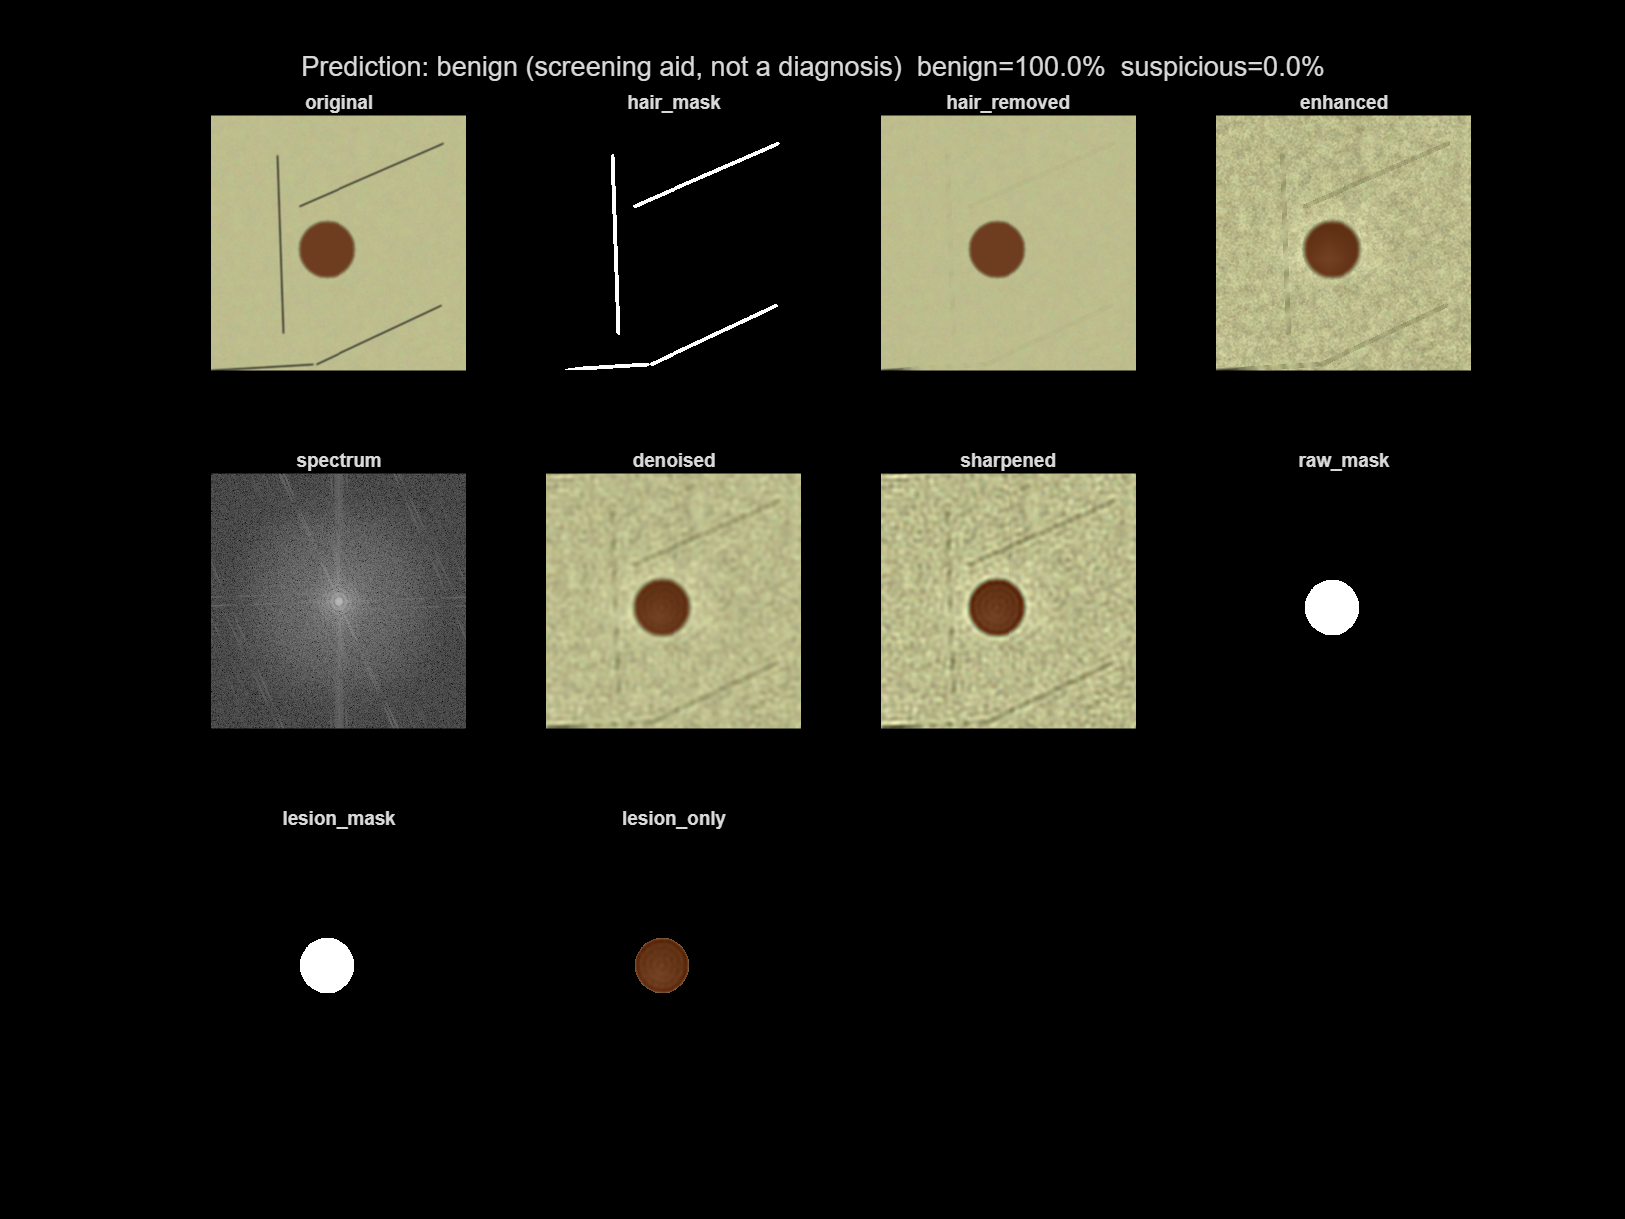 Prediction: benign (screening aid, not a diagnosis)  benign=100.0%  suspicious=0.0%
original
hair_mask
hair_removed
enhanced
spectrum
denoised
sharpened
raw_mask
lesion_mask
lesion_only